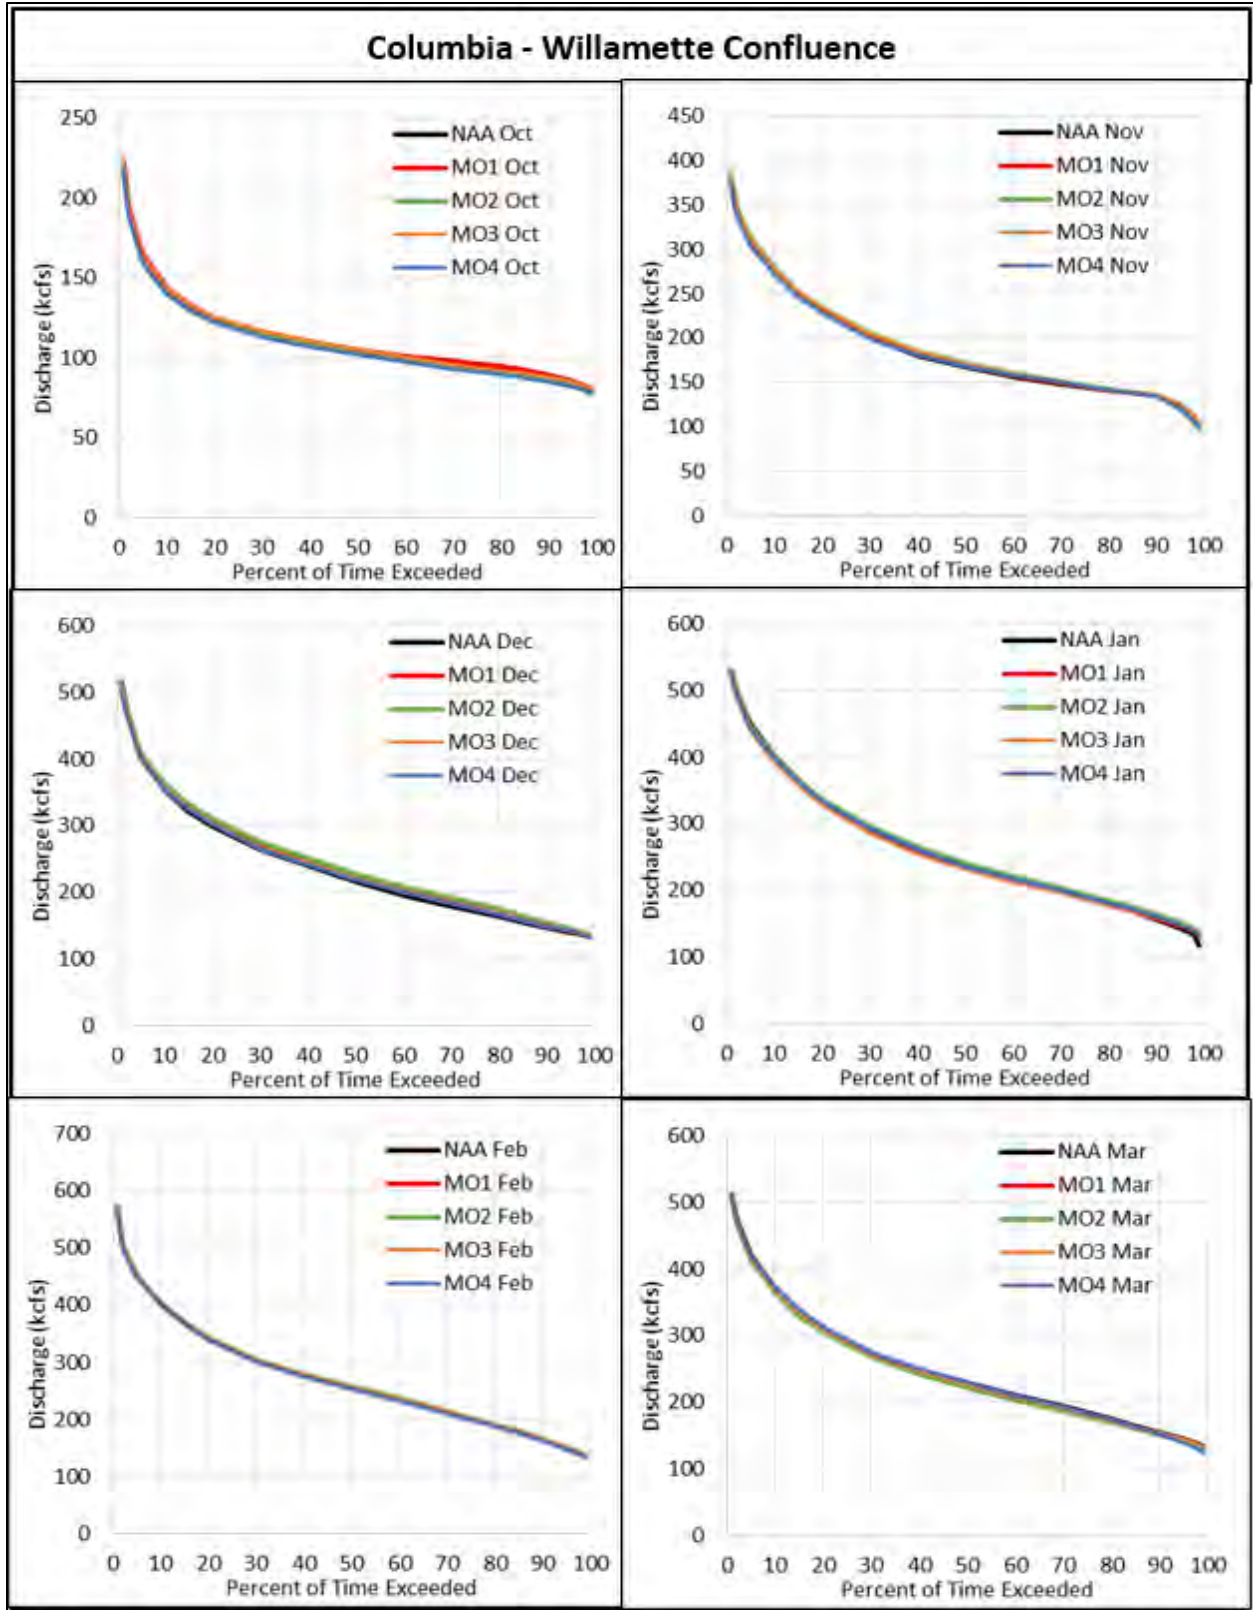 Columbia - Willamette Confluence
250
200
150
100
50
0
Discharge (kcfs)
NAA Oct
MO1 Oct
MO2 Oct
MO3 Oct
MO4 Oct
0 10 20 30 40 50 60 70 80 90 100
Percent of Time Exceeded
450
400
350
300
250
200
150
100
50
0
Discharge (kcfs)
NAA Nov
MO1 Nov
MO2 Nov
MO3 Nov
MO4 Nov
0 10 20 30 40 50 60 70 80 90 100
Percent of Time Exceeded
600
500
400
300
200
100
0
Discharge (kcfs)
NAA Dec
MO1 Dec
MO2 Dec
MO3 Dec
MO4 Dec
0 10 20 30 40 50 60 70 80 90 100
Percent of Time Exceeded
600
500
400
300
200
100
0
Discharge (kcfs)
NAA Jan
MO1 Jan
MO2 Jan
MO3 Jan
MO4 Jan
0 10 20 30 40 50 60 70 80 90 100
Percent of Time Exceeded
700
600
500
400
300
200
100
0
Discharge (kcfs)
NAA Feb
MO1 Feb
MO2 Feb
MO3 Feb
MO4 Feb
0 10 20 30 40 50 60 70 80 90 100
Percent of Time Exceeded
600
500
400
300
200
100
0
Discharge (kcfs)
NAA Mar
MO1 Mar
MO2 Mar
MO3 Mar
MO4 Mar
0 10 20 30 40 50 60 70 80 90 100
Percent of Time Exceeded